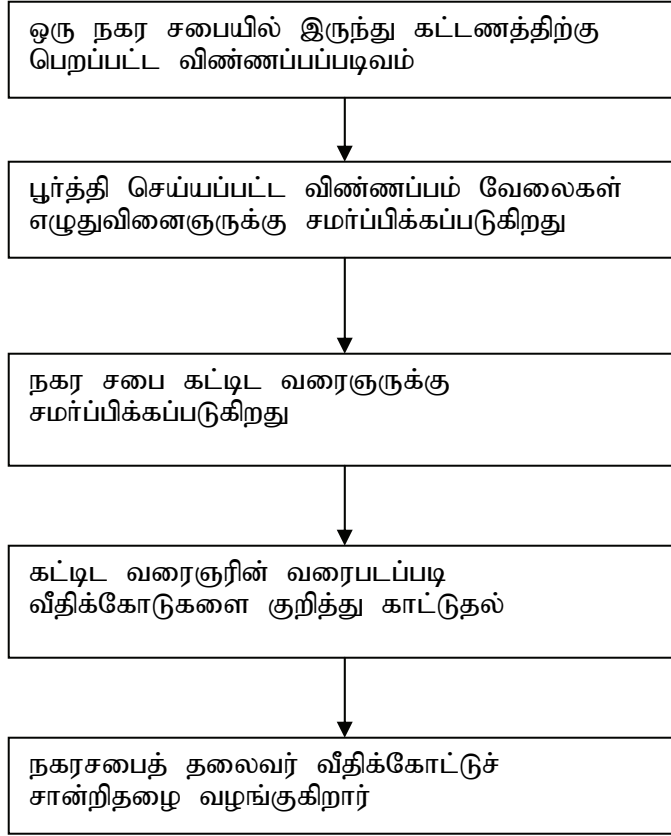 ஒரு நகர சபையில் இருந்து கட்டணத்திற்கு
பெறப்பட்ட விண்ணப்பப்படிவம்
பூர்த்தி செய்யப்பட்ட விண்ணப்பம் வேலைகள்
எழுதுவினைஞருக்கு சமர்ப்பிக்கப்படுகிறது
நகர சபை கட்டிட வரைஞருக்கு
சமர்ப்பிக்கப்படுகிறது
கட்டிட வரைஞரின் வரைபடப்படி
வீதிக்கோடுகளை குறித்து காட்டுதல்
நகரசபைத் தலைவர் வீதிக்கோட்டுச்
சான்றிதழை வழங்குகிறார்